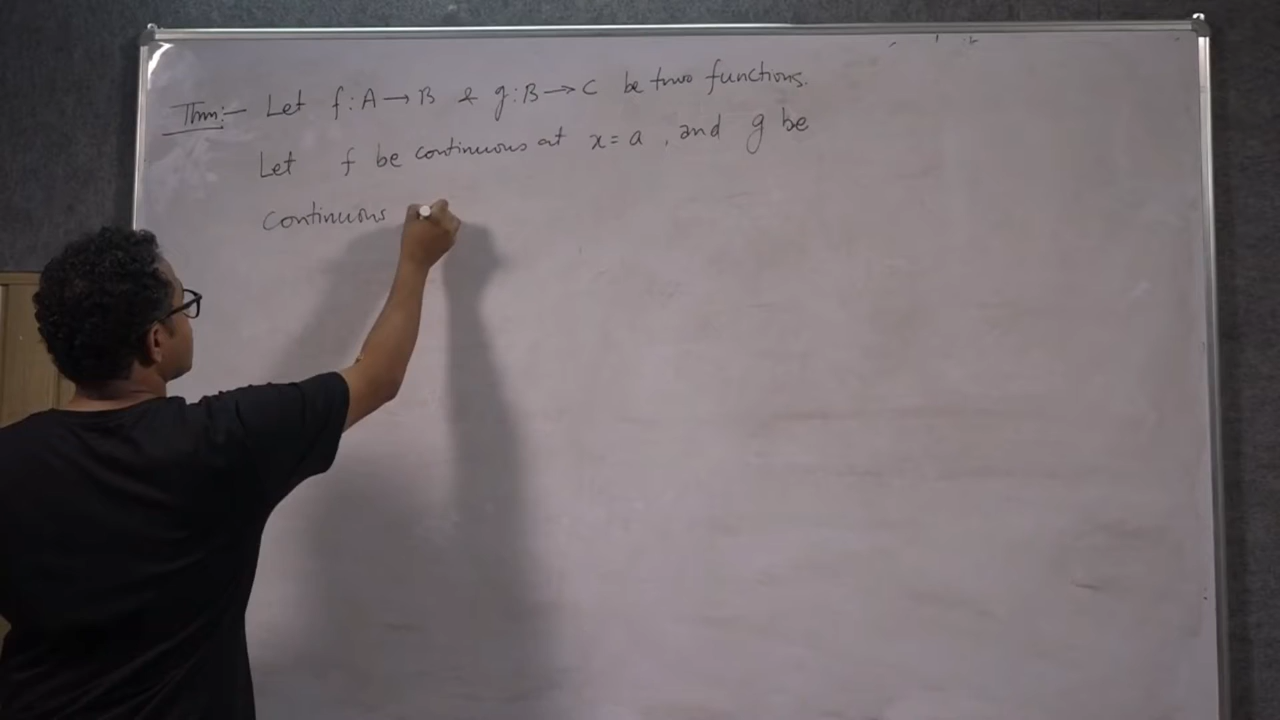 Thm:- Let f: A → B & g: B → C be two functions.
Let f be continuous at x = a, and g be
continuous